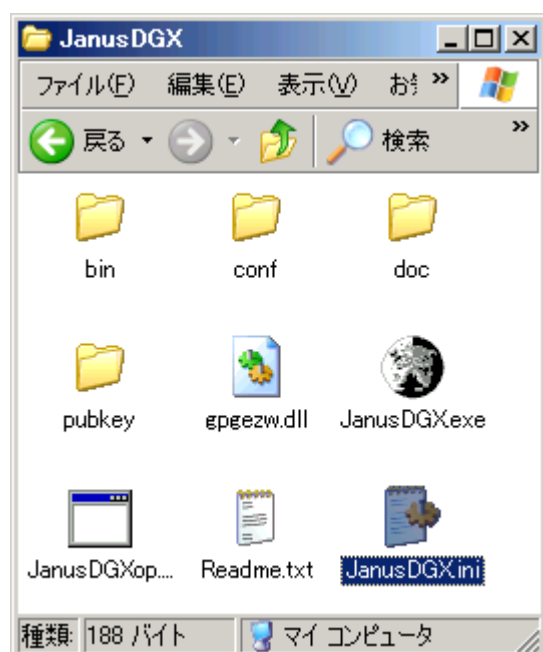 JanusDGX
ファイル(F) 編集(E) 表示(V) お気 »
戻る 検索 »
bin conf doc
pubkey gpgezw.dll JanusDGX.exe
JanusDGXop.... Readme.txt JanusDGX.ini
種類: 188 バイト マイ コンピュータ